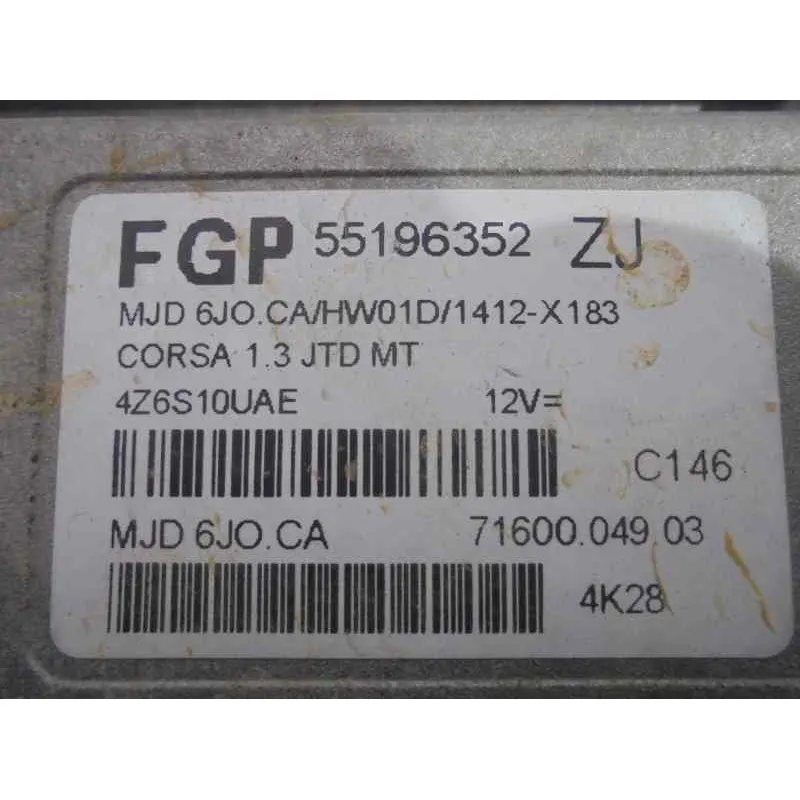 FGP 55196352 ZJ
MJD 6JO.CA/HW01D/1412-X183
CORSA 1.3 JTD MT
4Z6S10UAE 12V=
C146
MJD 6JO.CA 71600.049.03
4K28